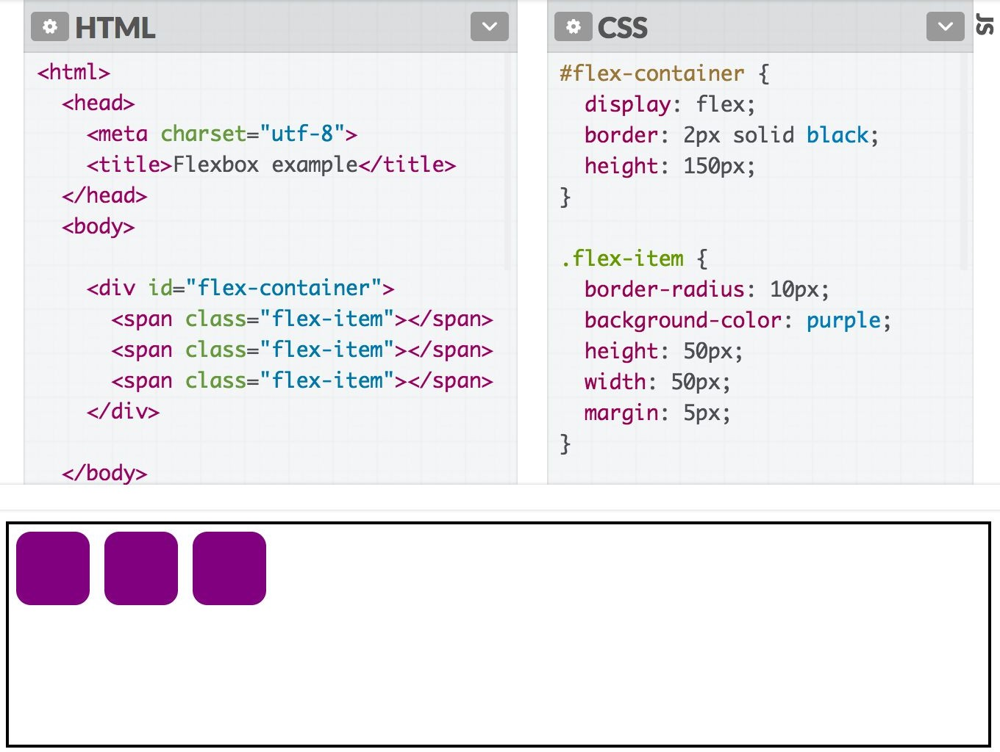 HTML
<html>
<head>
<meta charset="utf-8">
<title>Flexbox example</title>
</head>
<body>
<div id="flex-container">
<span class="flex-item"></span>
<span class="flex-item"></span>
<span class="flex-item"></span>
</div>
</body>
CSS
#flex-container {
display: flex;
border: 2px solid black;
height: 150px;
}
.flex-item {
border-radius: 10px;
background-color: purple;
height: 50px;
width: 50px;
margin: 5px;
}
JS